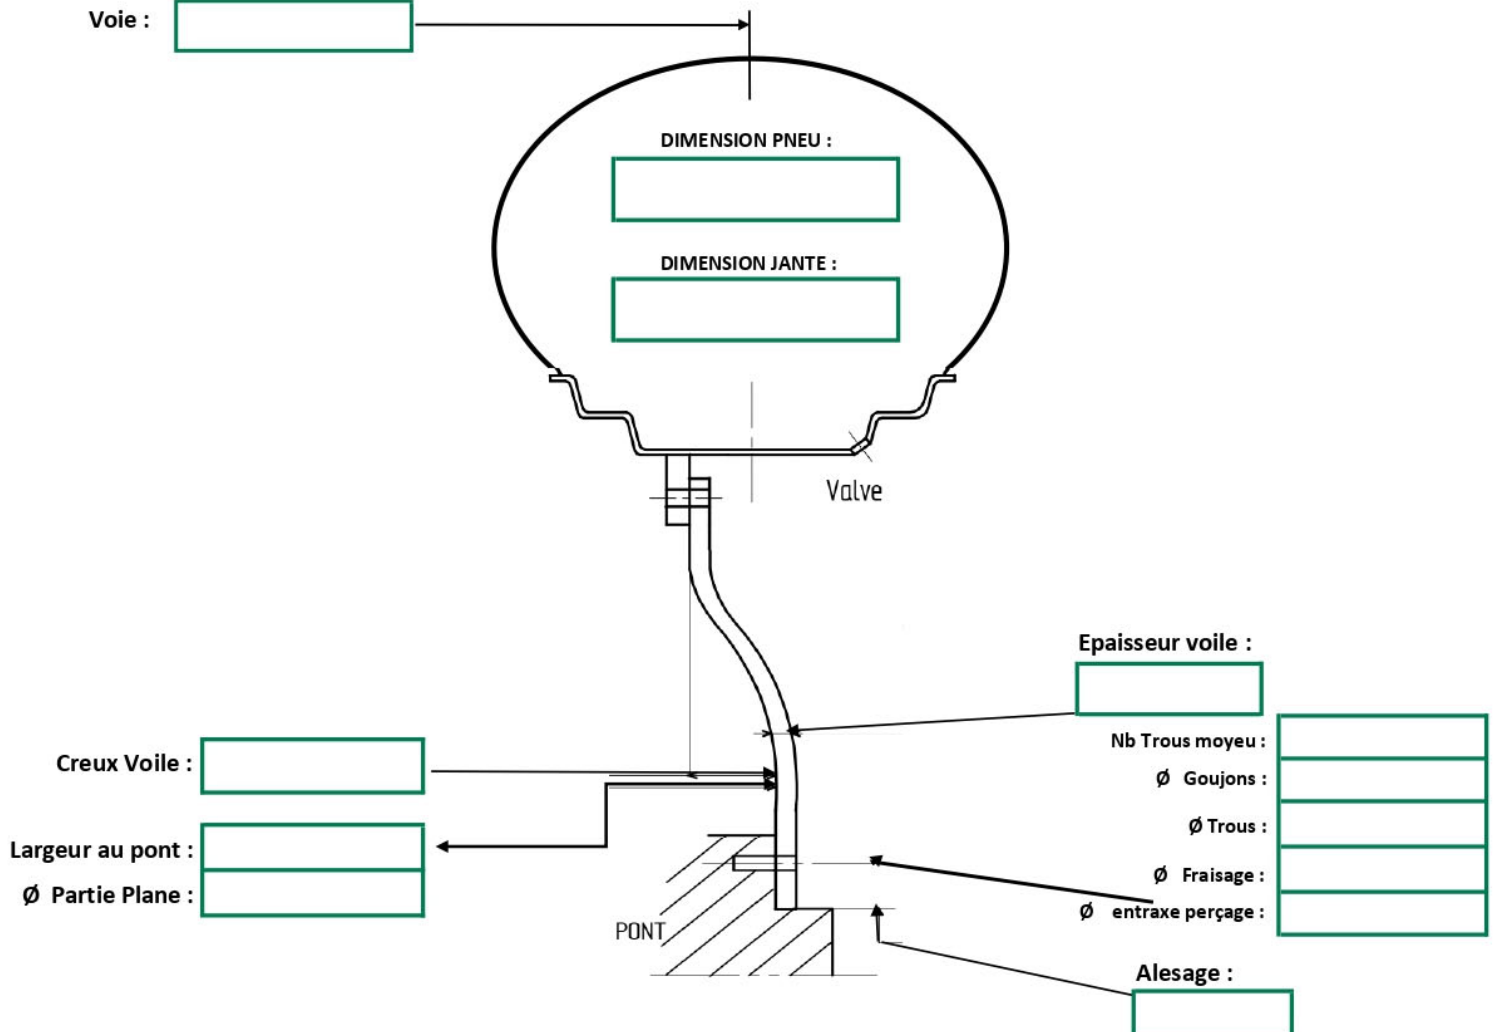 Voie :
DIMENSION PNEU :
DIMENSION JANTE :
Valve
Epaisseur voile :
Nb Trous moyeu :
Creux Voile :
Ø Goujons :
Ø Trous :
Largeur au pont :
Ø Fraisage :
Ø Partie Plane :
Ø entraxe perçage :
PONT
Alesage :